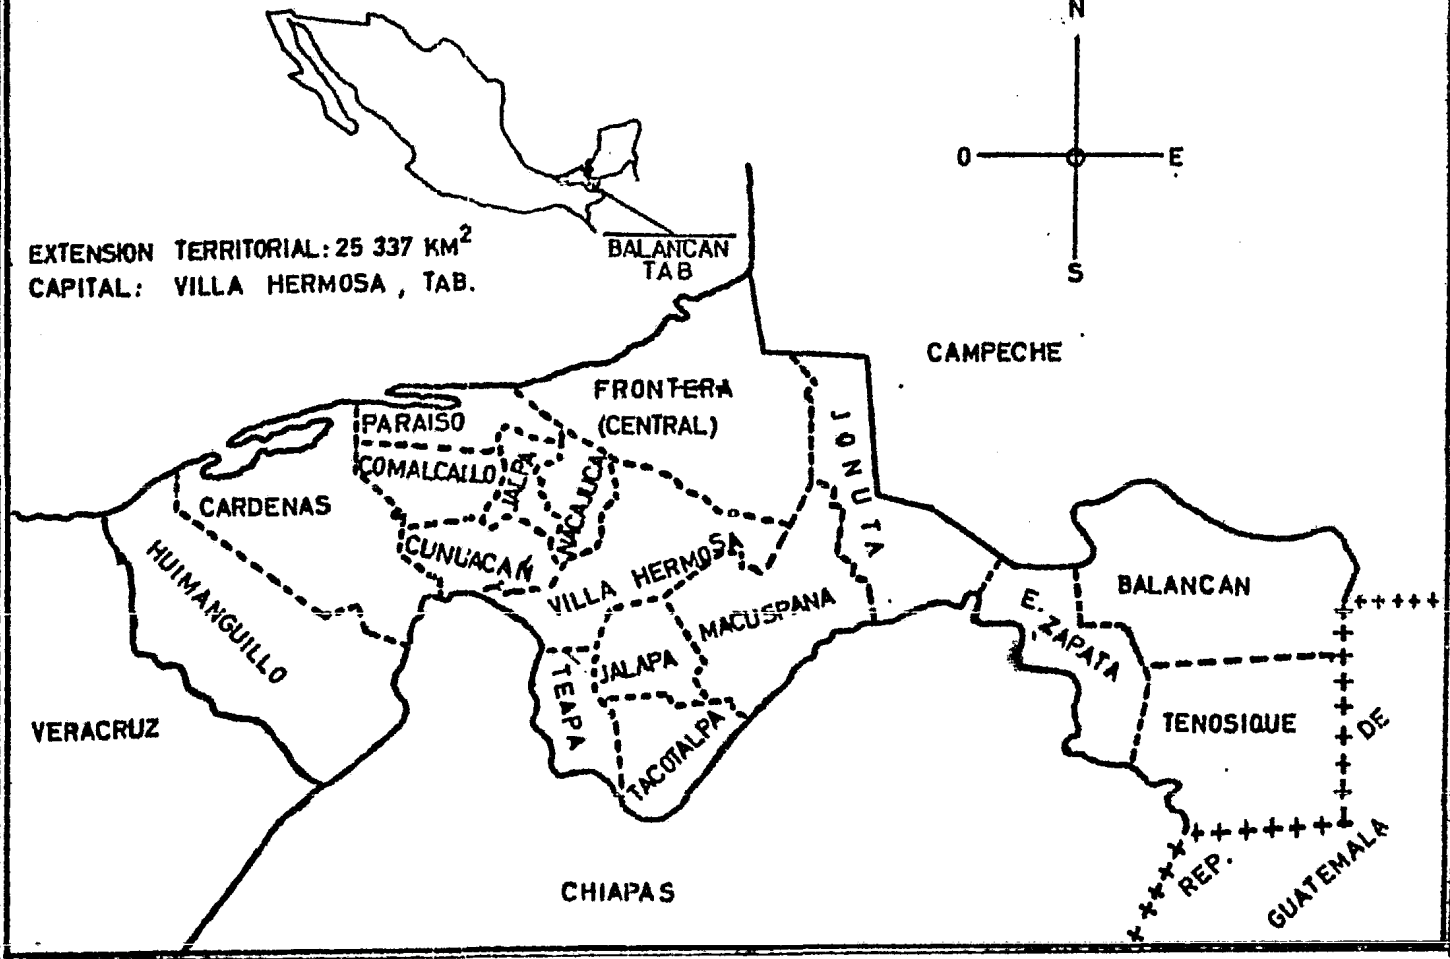 N
O E
S
EXTENSION TERRITORIAL: 25 337 KM²
CAPITAL: VILLA HERMOSA, TAB.
BALANCAN
TAB
CAMPECHE
FRONTERA
(CENTRAL)
PARAISO
COMALCALLO
JALPA
NACAJUCA
JONUTA
CARDENAS
CUNUACAN
HUIMANGUILLO
VILLA HERMOSA
MACUSPANA
JALAPA
TEAPA
TACOTALPA
E. ZAPATA
BALANCAN
TENOSIQUE
VERACRUZ
CHIAPAS
REP.
DE
GUATEMALA